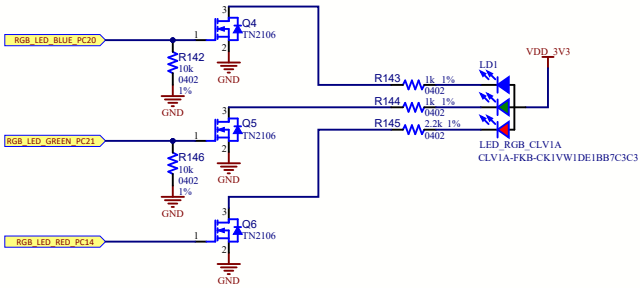 3
Q4
TN2106
1
2
GND
RGB_LED_BLUE_PC20
R142
10k
0402
1%
GND
VDD_3V3
LD1
R143
1k 1%
0402
R144
1k 1%
0402
R145
2.2k 1%
0402
LED_RGB_CLV1A
CLV1A-FKB-CK1VW1DE1BB7C3C3
3
Q5
TN2106
1
2
GND
RGB_LED_GREEN_PC21
R146
10k
0402
1%
GND
3
Q6
TN2106
1
2
GND
RGB_LED_RED_PC14